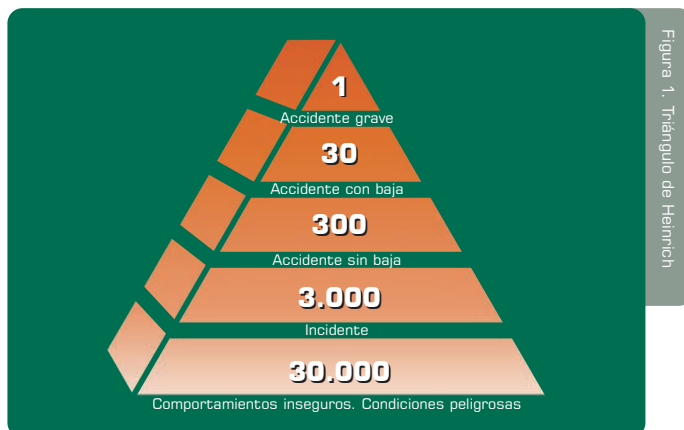 1
Accidente grave
30
Accidente con baja
300
Accidente sin baja
3.000
Incidente
30.000
Comportamientos inseguros. Condiciones peligrosas
Figura 1. Triángulo de Heinrich